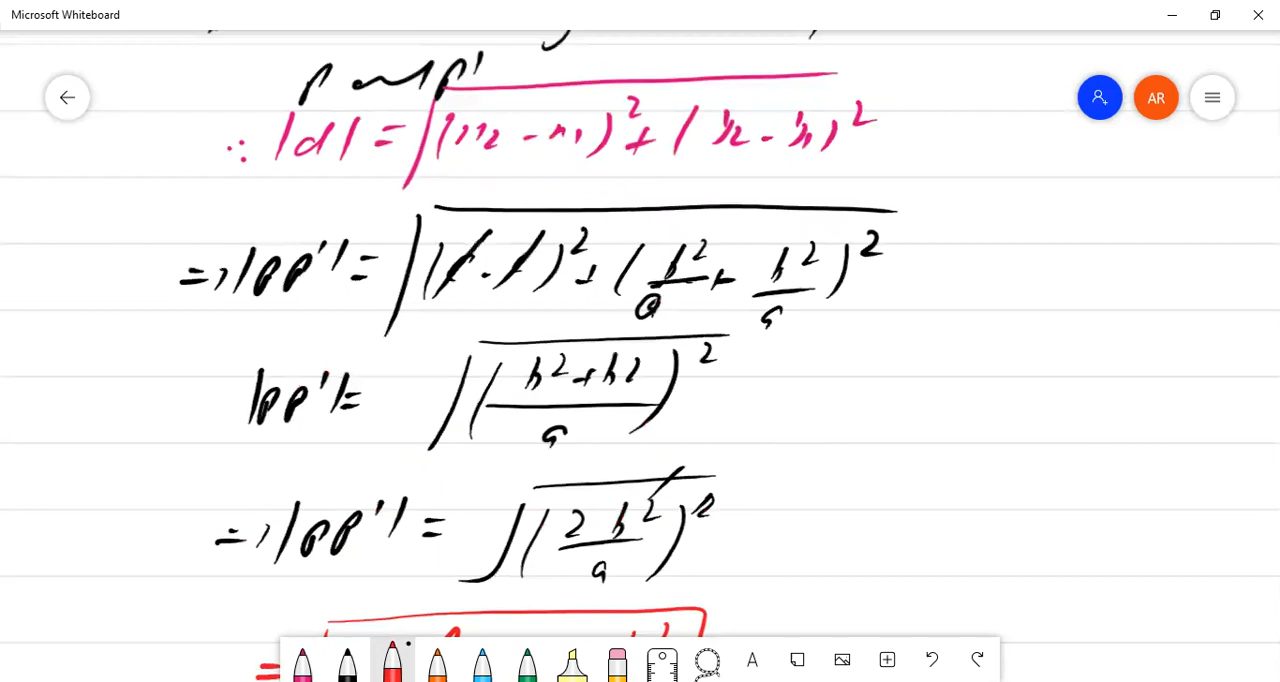 Microsoft Whiteboard
P and P'
AR
∴ |d| = √(x₂ - x₁)² + (y₂ - y₁)²
=> |PP'| = √(c - c)² + (b²/a + b²/a)²
|PP'| = √((b² + b²)/a)²
=> |PP'| = √(2b²/a)²
=
A